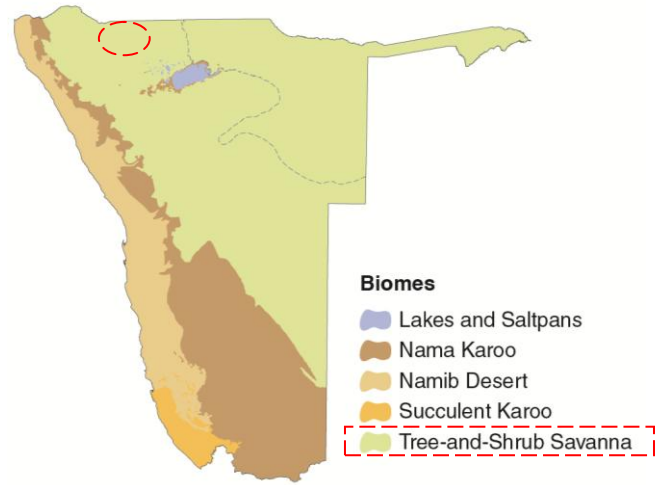 Biomes
Lakes and Saltpans
Nama Karoo
Namib Desert
Succulent Karoo
Tree-and-Shrub Savanna